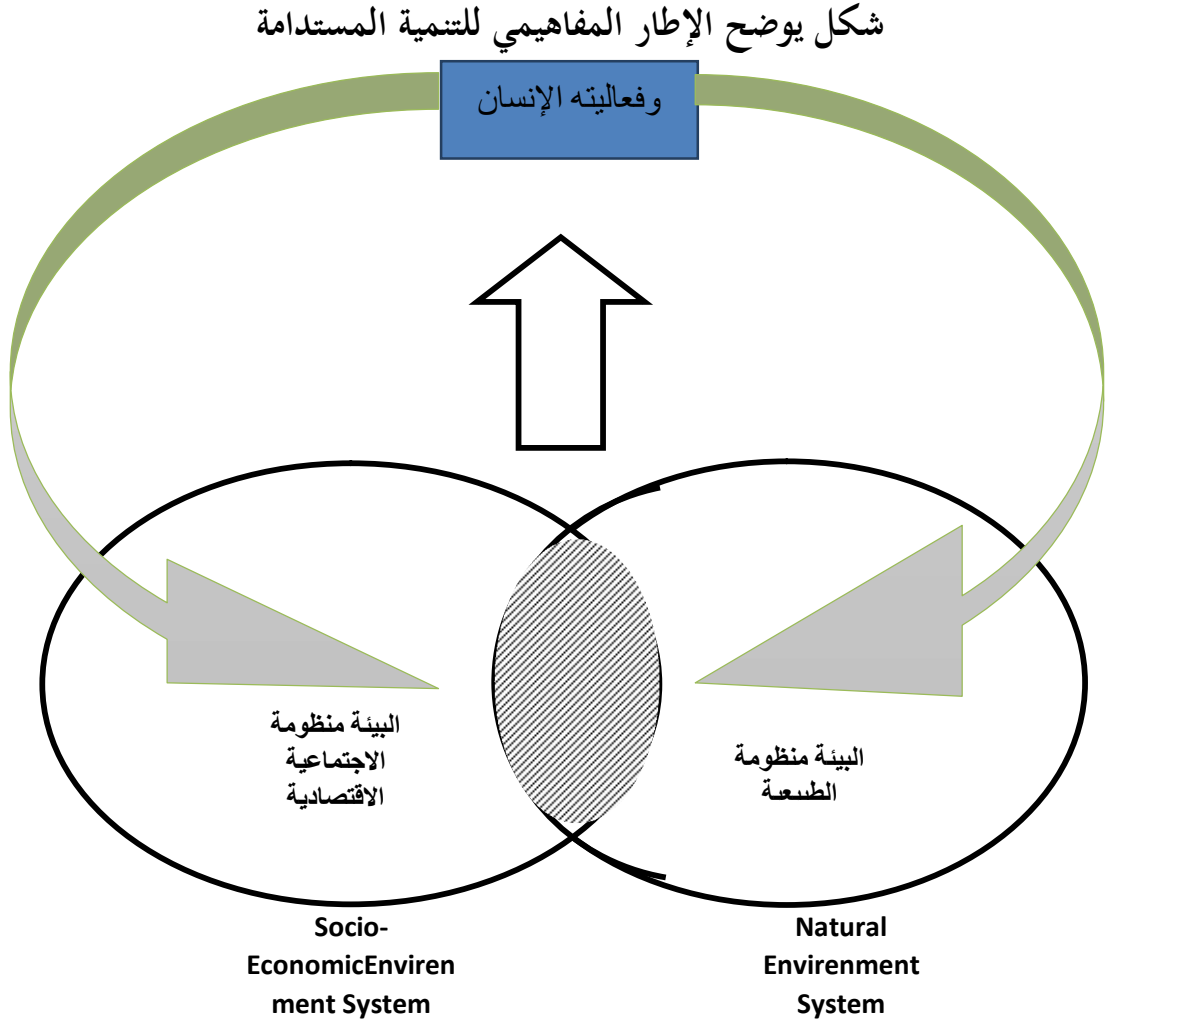 شكل يوضح الإطار المفاهيمي للتنمية المستدامة
وفعاليته الإنسان
البيئة منظومة
الطبيعية
البيئة منظومة
الاجتماعية
الاقتصادية
Socio-
EconomicEnviren
ment System
Natural
Envirenment
System